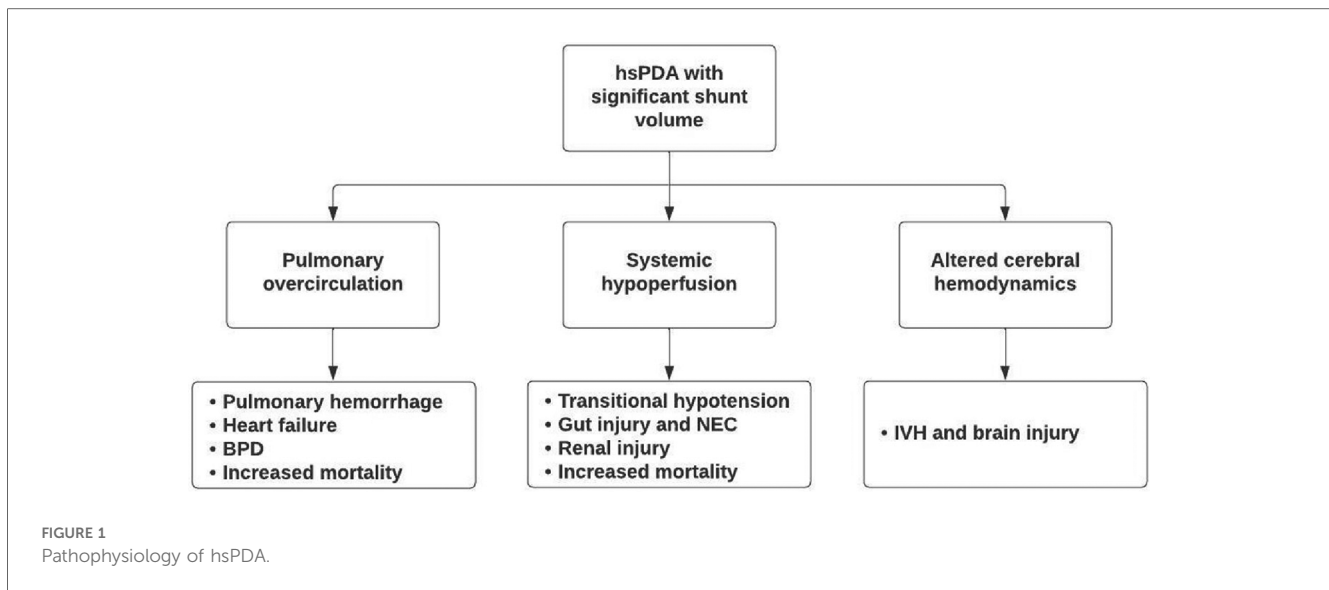 hsPDA with
significant shunt
volume
Pulmonary
overcirculation
Systemic
hypoperfusion
Altered cerebral
hemodynamics
• Pulmonary hemorrhage
• Heart failure
• BPD
• Increased mortality
• Transitional hypotension
• Gut injury and NEC
• Renal injury
• Increased mortality
• IVH and brain injury
FIGURE 1
Pathophysiology of hsPDA.